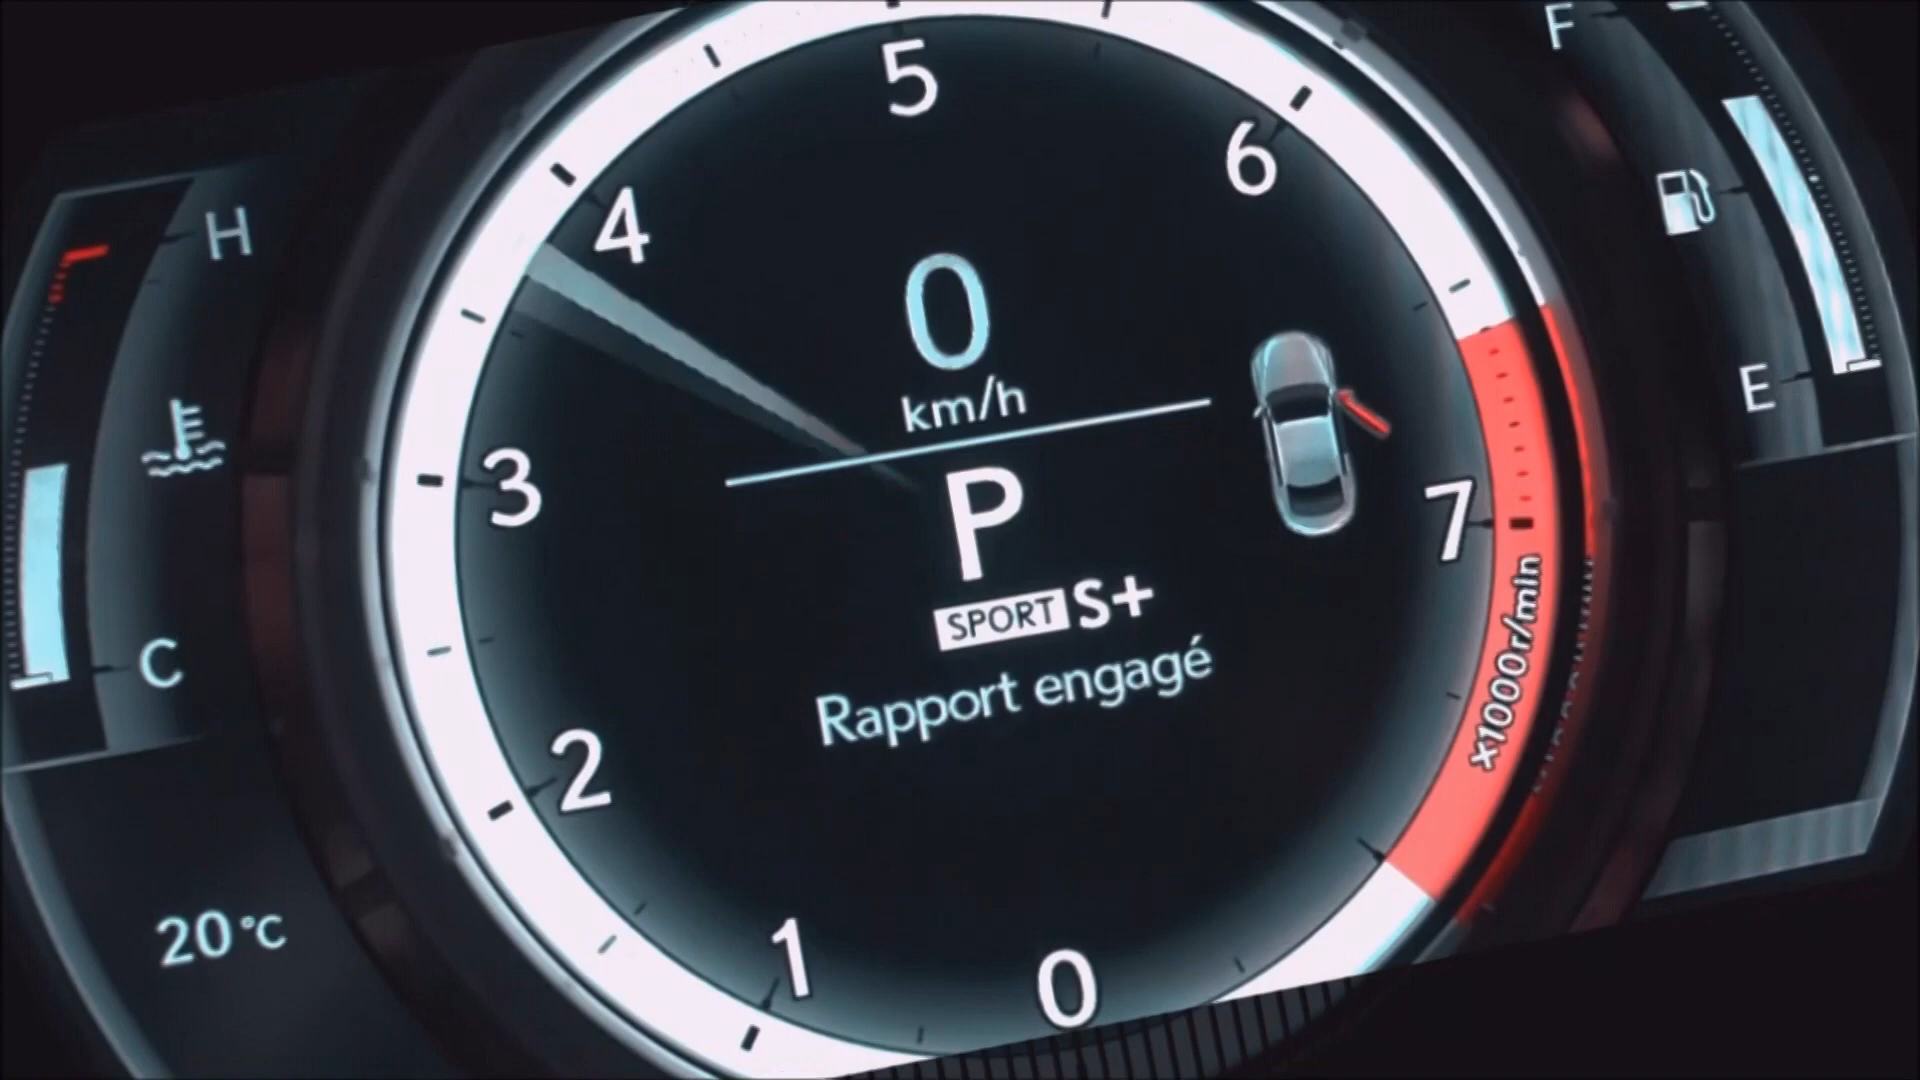 5
6
4
3
2
1
0
7
x1000r/min
0
km/h
P
SPORT S+
Rapport engagé
H
C
20°C
F
E